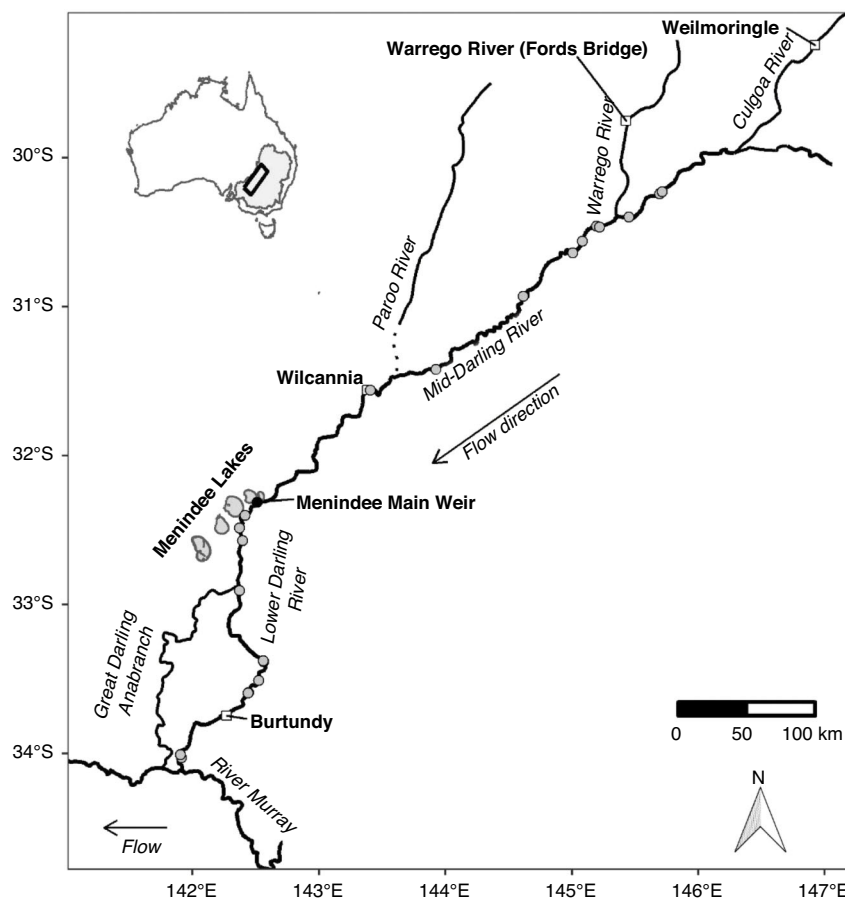 Weilmoringle
Warrego River (Fords Bridge)
Culgoa River
Warrego River
30°S
Paroo River
31°S
Mid-Darling River
Wilcannia
Flow direction
32°S
Menindee Lakes
Menindee Main Weir
Lower Darling
River
33°S
Great Darling
Anabranch
Burtundy
0 50 100 km
34°S
River Murray
N
Flow
142°E 143°E 144°E 145°E 146°E 147°E